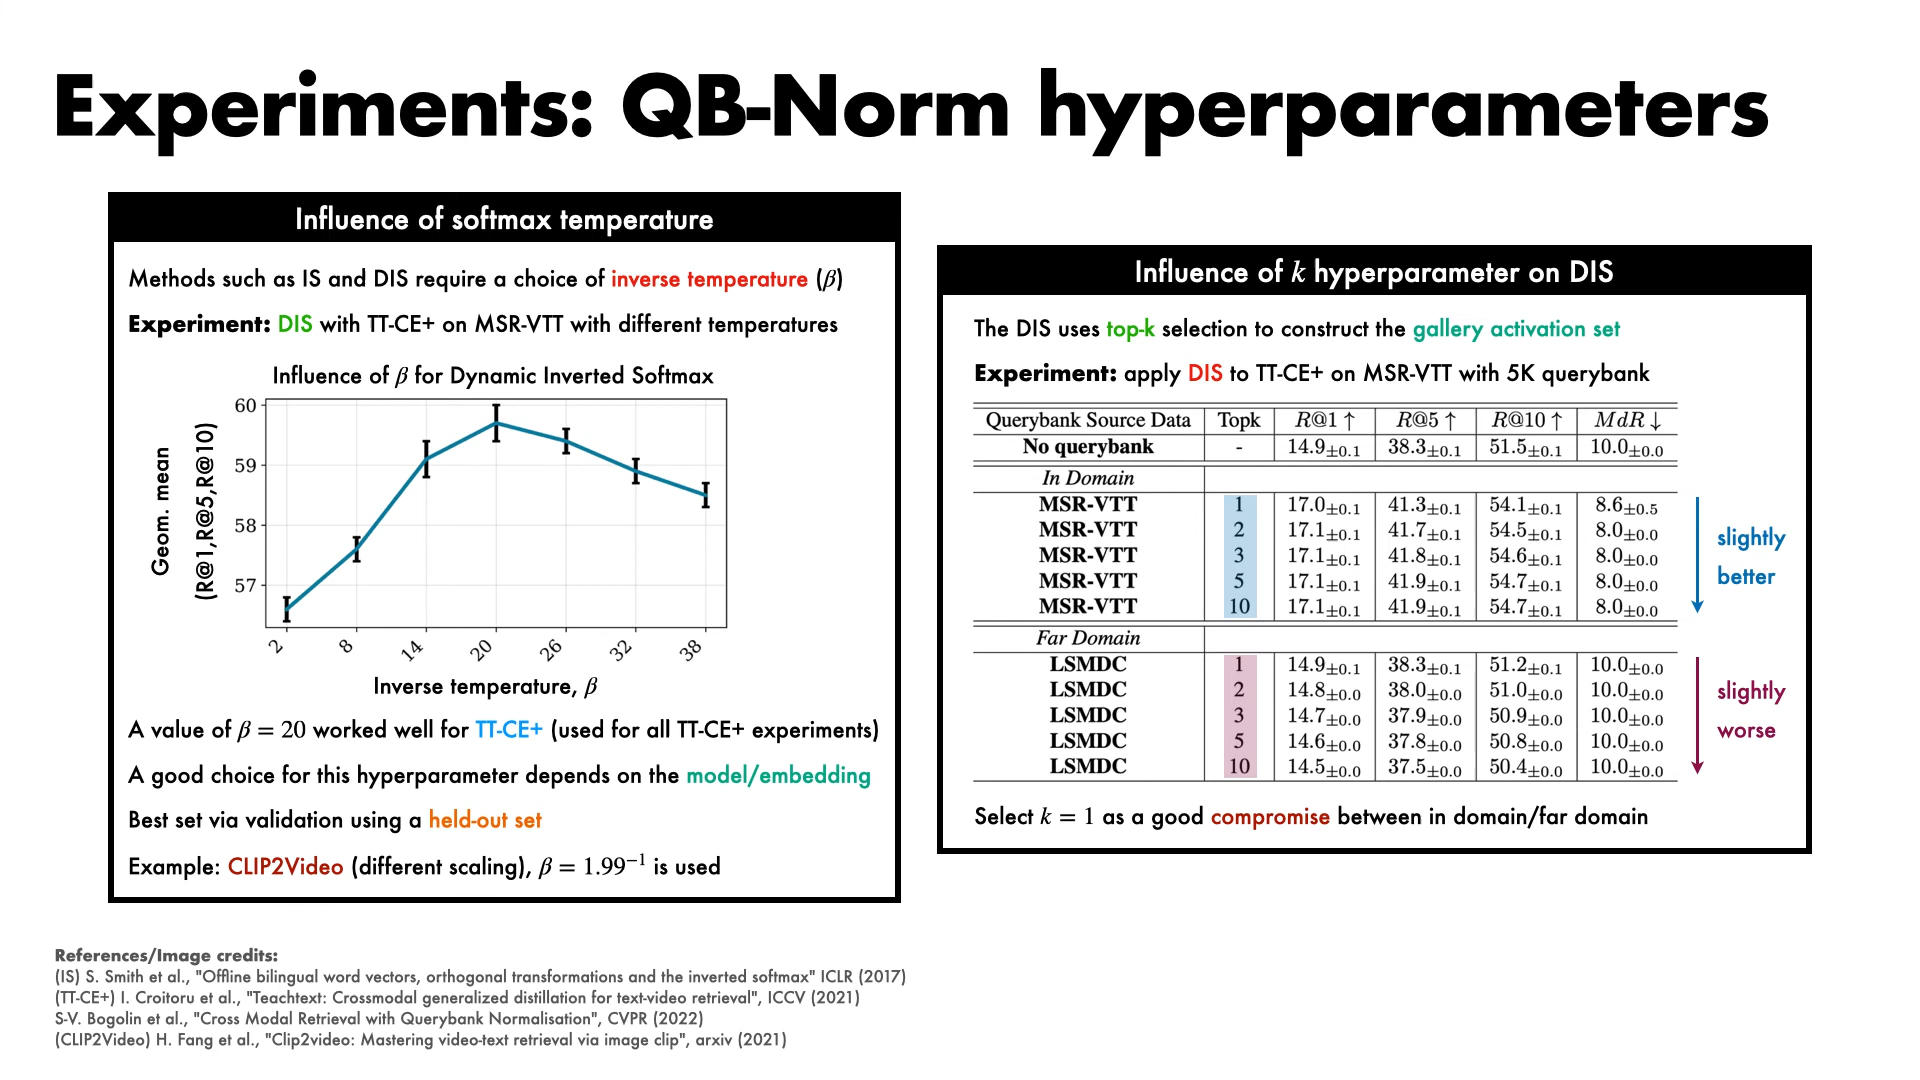 Experiments: QB-Norm hyperparameters
Influence of softmax temperature
Methods such as IS and DIS require a choice of inverse temperature (β)
Experiment: DIS with TT-CE+ on MSR-VTT with different temperatures
Influence of β for Dynamic Inverted Softmax
Geom. mean
(R@1,R@5,R@10)
60
59
58
57
2 8 14 20 26 32 38
Inverse temperature, β
A value of β = 20 worked well for TT-CE+ (used for all TT-CE+ experiments)
A good choice for this hyperparameter depends on the model/embedding
Best set via validation using a held-out set
Example: CLIP2Video (different scaling), β = 1.99⁻¹ is used
Influence of k hyperparameter on DIS
The DIS uses top-k selection to construct the gallery activation set
Experiment: apply DIS to TT-CE+ on MSR-VTT with 5K querybank
Querybank Source Data Topk R@1 ↑ R@5 ↑ R@10 ↑ MdR ↓
No querybank - 14.9±0.1 38.3±0.1 51.5±0.1 10.0±0.0
In Domain
MSR-VTT 1 17.0±0.1 41.3±0.1 54.1±0.1 8.6±0.5
MSR-VTT 2 17.1±0.1 41.7±0.1 54.5±0.1 8.0±0.0
MSR-VTT 3 17.1±0.1 41.8±0.1 54.6±0.1 8.0±0.0
MSR-VTT 5 17.1±0.1 41.9±0.1 54.7±0.1 8.0±0.0
MSR-VTT 10 17.1±0.1 41.9±0.1 54.7±0.1 8.0±0.0
slightly
better
Far Domain
LSMDC 1 14.9±0.1 38.3±0.1 51.2±0.1 10.0±0.0
LSMDC 2 14.8±0.0 38.0±0.0 51.0±0.0 10.0±0.0
LSMDC 3 14.7±0.0 37.9±0.0 50.9±0.0 10.0±0.0
LSMDC 5 14.6±0.0 37.8±0.0 50.8±0.0 10.0±0.0
LSMDC 10 14.5±0.0 37.5±0.0 50.4±0.0 10.0±0.0
slightly
worse
Select k = 1 as a good compromise between in domain/far domain
References/Image credits:
(IS) S. Smith et al., "Offline bilingual word vectors, orthogonal transformations and the inverted softmax" ICLR (2017)
(TT-CE+) I. Croitoru et al., "Teachtext: Crossmodal generalized distillation for text-video retrieval", ICCV (2021)
S-V. Bogolin et al., "Cross Modal Retrieval with Querybank Normalisation", CVPR (2022)
(CLIP2Video) H. Fang et al., "Clip2video: Mastering video-text retrieval via image clip", arxiv (2021)